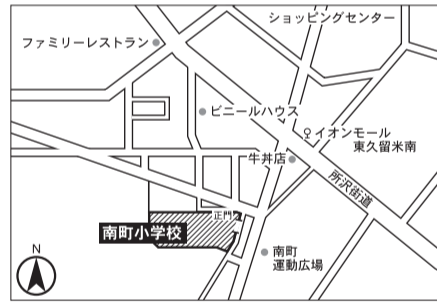 ショッピングセンター
ファミリーレストラン
ビニールハウス
イオンモール
東久留米南
牛丼店
所沢街道
正門
南町小学校
南町
運動広場
N